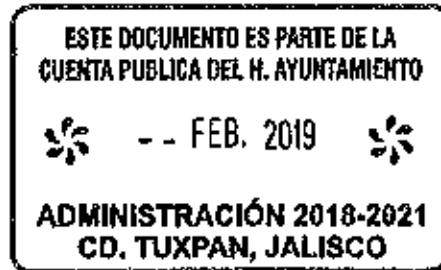 ESTE DOCUMENTO ES PARTE DE LA
CUENTA PUBLICA DEL H. AYUNTAMIENTO
- - FEB. 2019
ADMINISTRACIÓN 2018-2021
CD. TUXPAN, JALISCO